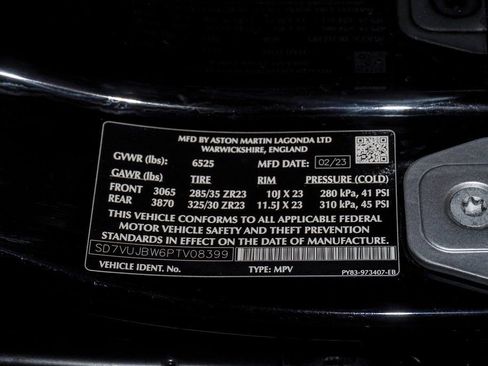 MFD BY ASTON MARTIN LAGONDA LTD
WARWICKSHIRE, ENGLAND
GVWR (lbs): 6525 MFD DATE: 02/23
GAWR (lbs): TIRE RIM PRESSURE (COLD)
FRONT 3065 285/35 ZR23 10J X 23 280 kPa, 41 PSI
REAR 3870 325/30 ZR23 11.5J X 23 310 kPa, 45 PSI
THIS VEHICLE CONFORMS TO ALL APPLICABLE FEDERAL
MOTOR VEHICLE SAFETY AND THEFT PREVENTION
STANDARDS IN EFFECT ON THE DATE OF MANUFACTURE.
SD7VUJBW6PTV08399
VEHICLE IDENT. No. TYPE: MPV PY83-973407-EB